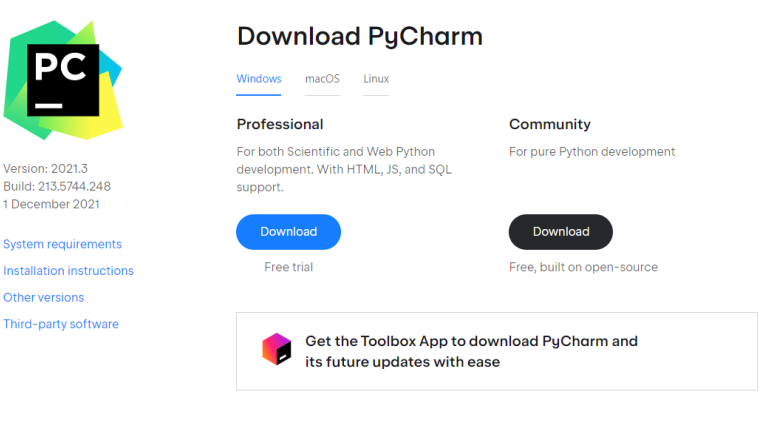 PC
Version: 2021.3
Build: 213.5744.248
1 December 2021
System requirements
Installation instructions
Other versions
Third-party software
Download PyCharm
Windows
macOS
Linux
Professional
For both Scientific and Web Python
development. With HTML, JS, and SQL
support.
Download
Free trial
Community
For pure Python development
Download
Free, built on open-source
Get the Toolbox App to download PyCharm and
its future updates with ease